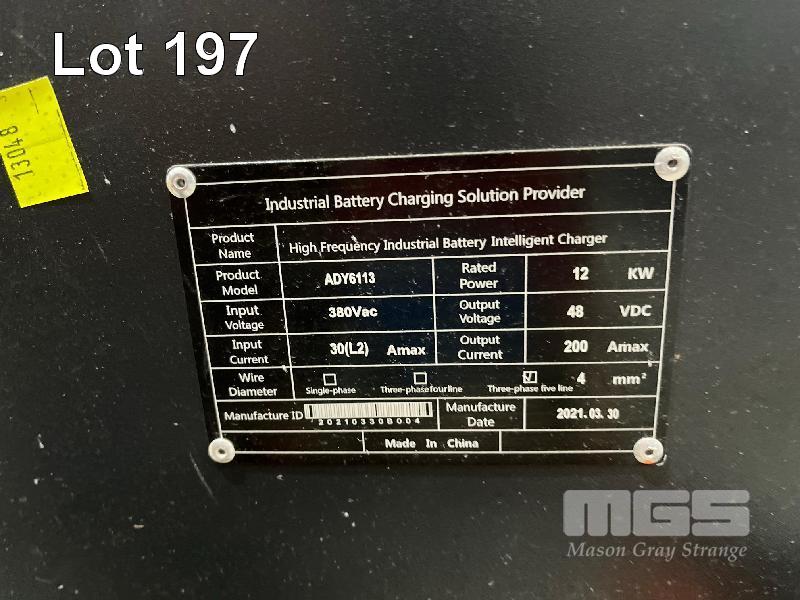 Lot 197
13048
Industrial Battery Charging Solution Provider
Product Name High Frequency Industrial Battery Intelligent Charger
Product Model ADY6113 Rated Power 12 KW
Input Voltage 380Vac Output Voltage 48 VDC
Input Current 30(L2) Amax Output Current 200 Amax
Wire Diameter Single-phase Three-phasefourline Three-phase five line 4 mm²
Manufacture ID 20210330B004 Manufacture Date 2021.03.30
Made In China
MGS
Mason Gray Strange